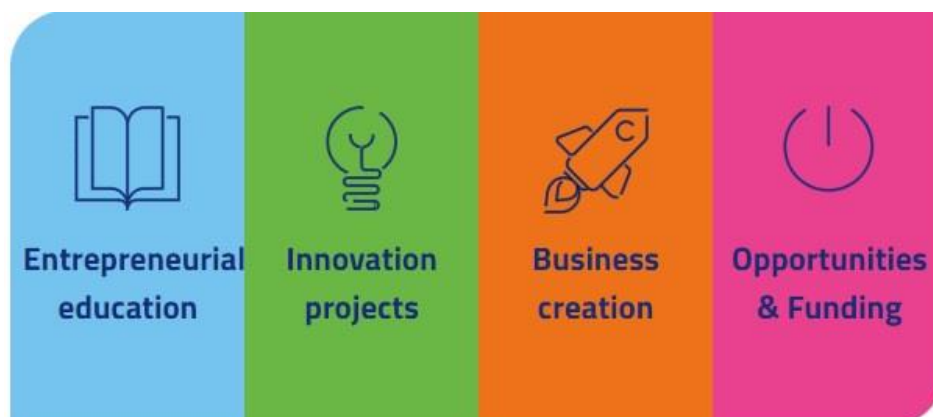 C
Entrepreneurial
education
Innovation
projects
Business
creation
Opportunities
& Funding